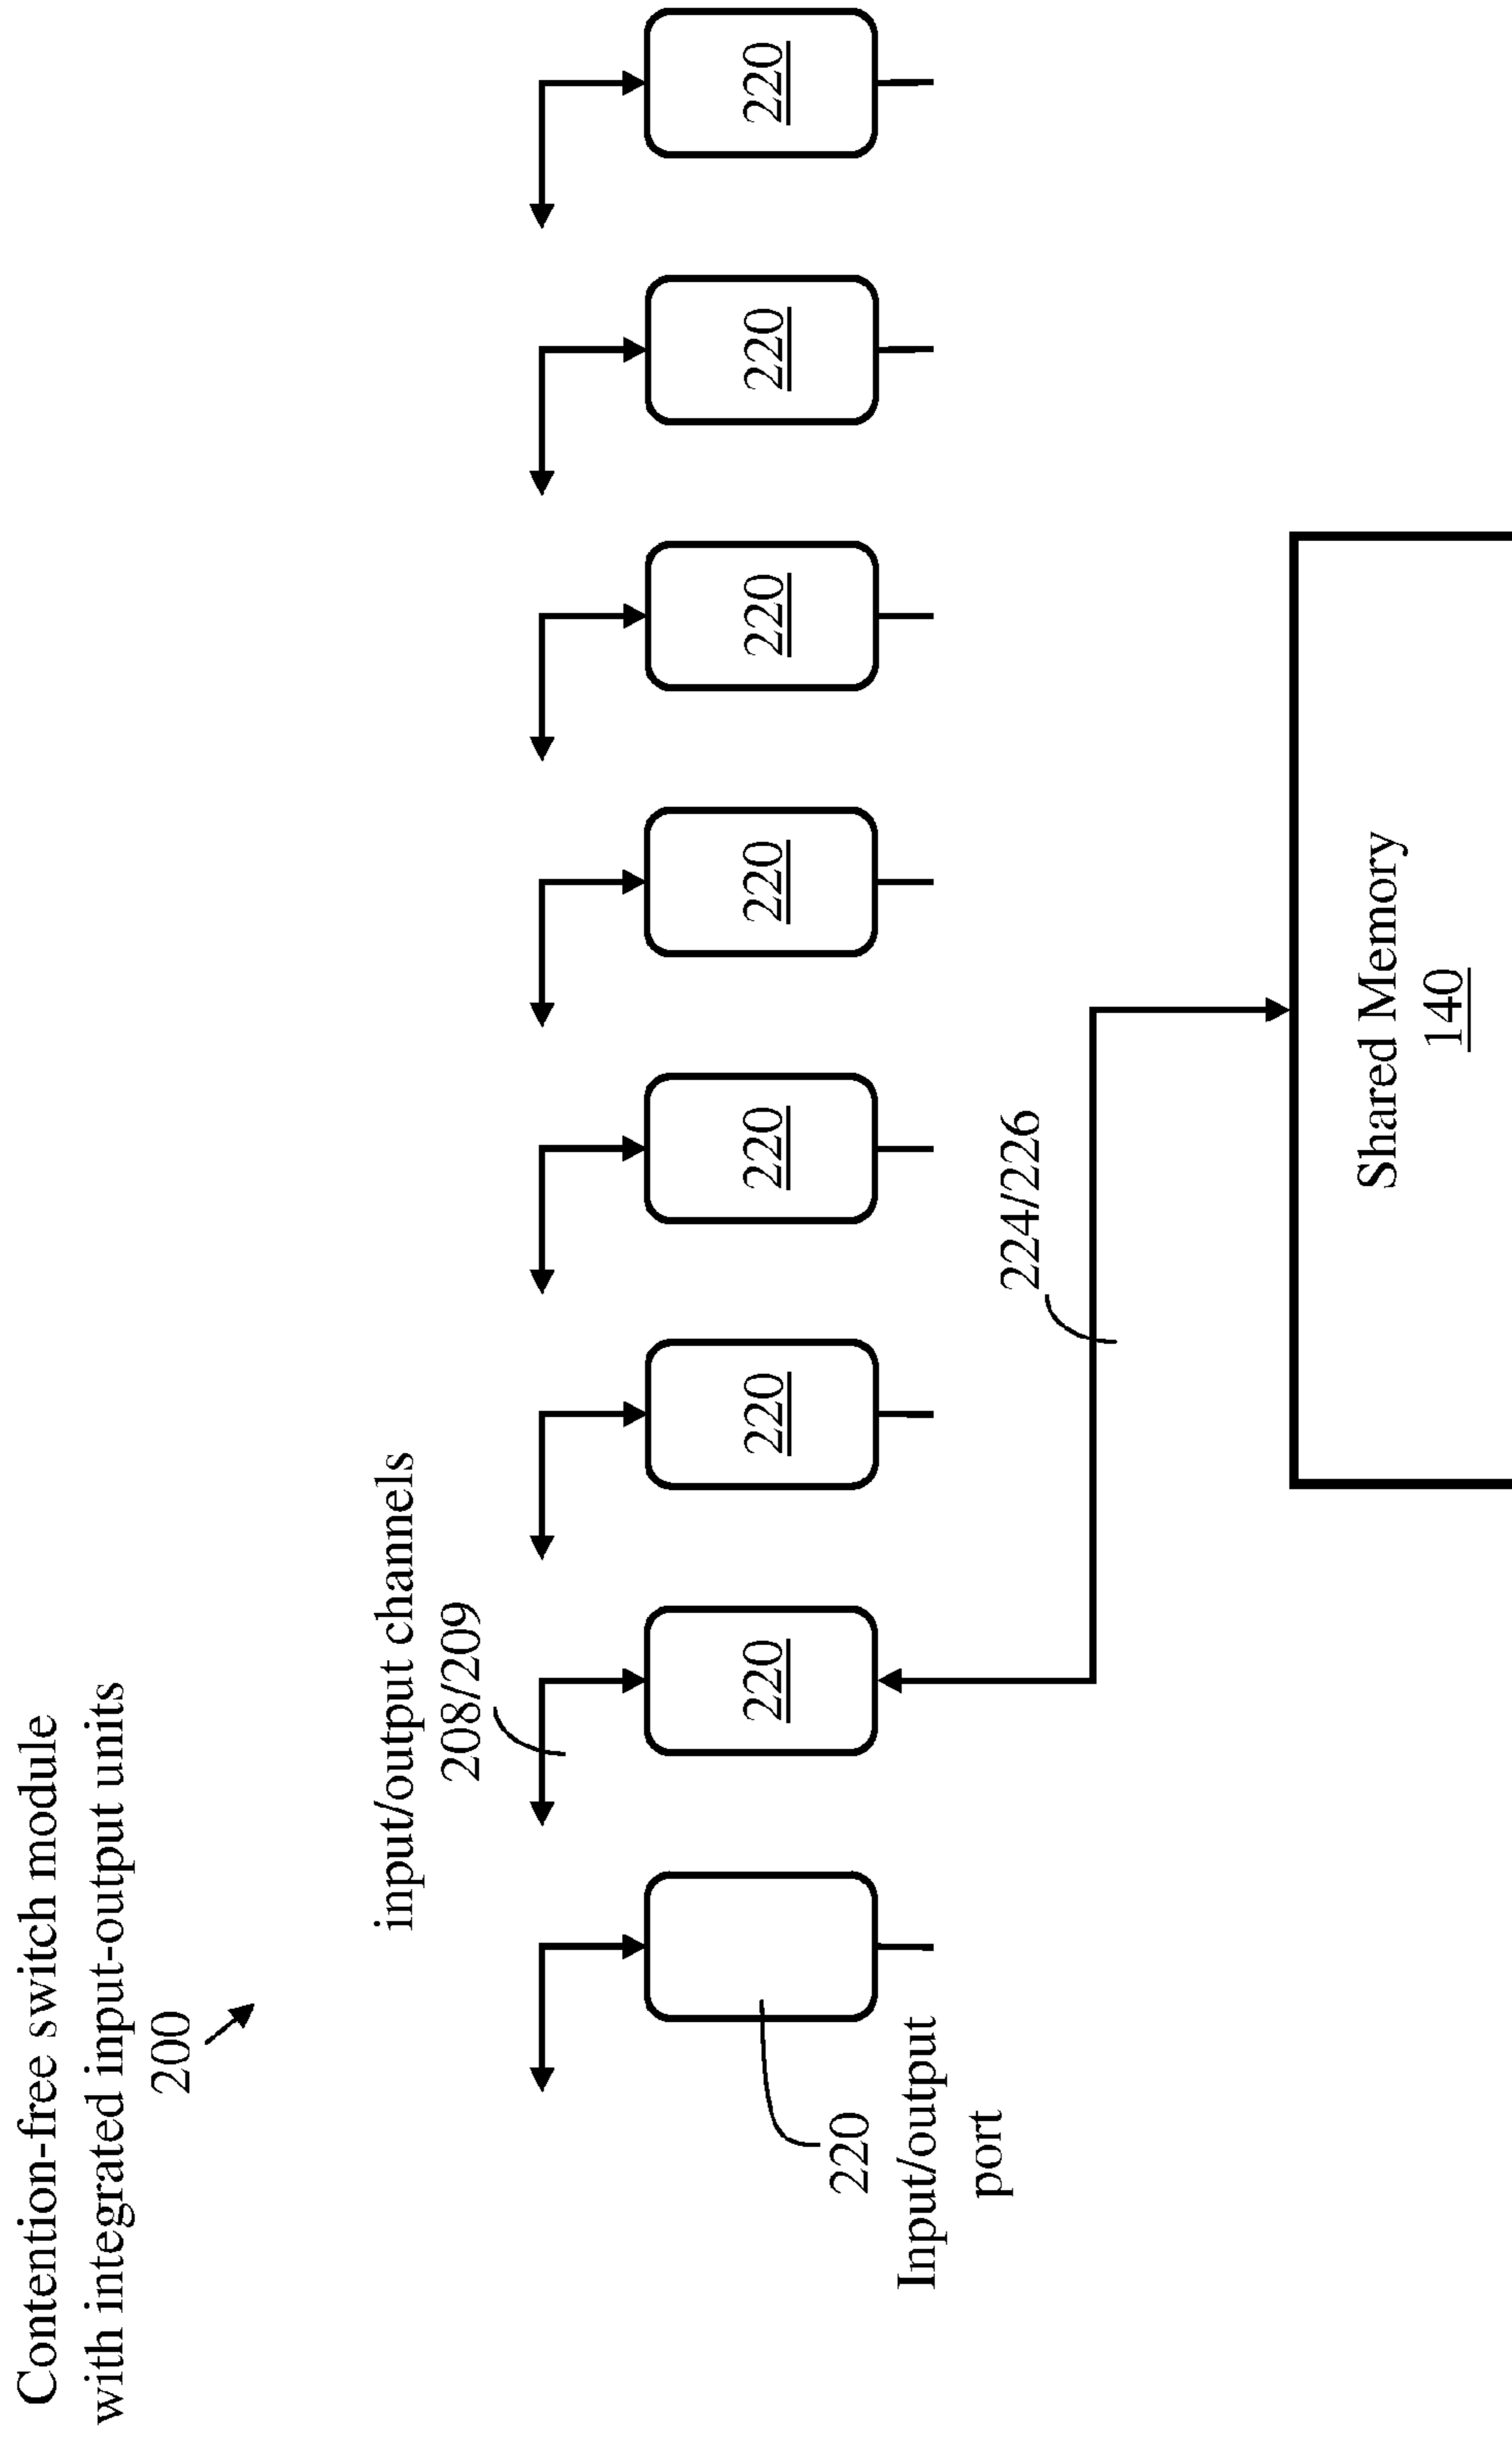 Contention-free switch module
with integrated input-output units
200
input/output channels
208/209
220
Input/output
port
220
220
220
220
220
220
220
224/226
Shared Memory
140